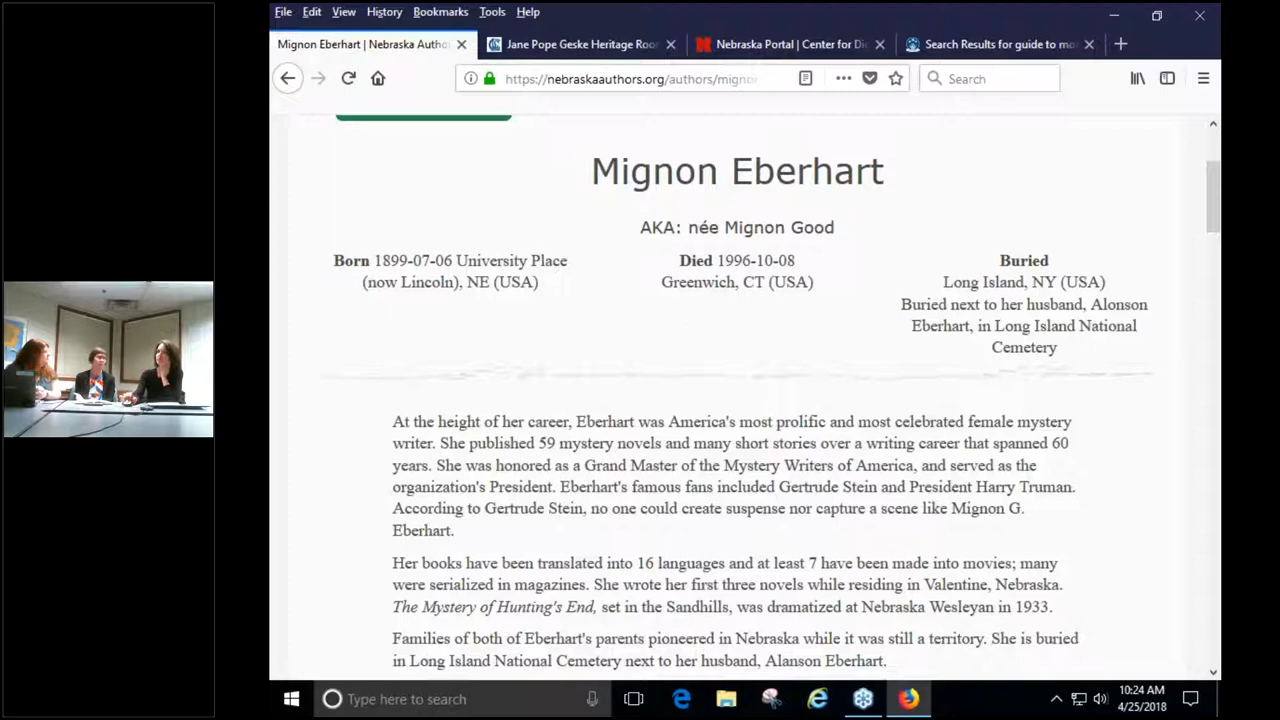 File Edit View History Bookmarks Tools Help
Mignon Eberhart | Nebraska Autho
Jane Pope Geske Heritage Roo
Nebraska Portal | Center for Di
Search Results for guide to mo
https://nebraskaauthors.org/authors/migno
Search
Mignon Eberhart
AKA: née Mignon Good
Born 1899-07-06 University Place
(now Lincoln), NE (USA)
Died 1996-10-08
Greenwich, CT (USA)
Buried
Long Island, NY (USA)
Buried next to her husband, Alonson
Eberhart, in Long Island National
Cemetery
At the height of her career, Eberhart was America's most prolific and most celebrated female mystery
writer. She published 59 mystery novels and many short stories over a writing career that spanned 60
years. She was honored as a Grand Master of the Mystery Writers of America, and served as the
organization's President. Eberhart's famous fans included Gertrude Stein and President Harry Truman.
According to Gertrude Stein, no one could create suspense nor capture a scene like Mignon G.
Eberhart.
Her books have been translated into 16 languages and at least 7 have been made into movies; many
were serialized in magazines. She wrote her first three novels while residing in Valentine, Nebraska.
The Mystery of Hunting's End, set in the Sandhills, was dramatized at Nebraska Wesleyan in 1933.
Families of both of Eberhart's parents pioneered in Nebraska while it was still a territory. She is buried
in Long Island National Cemetery next to her husband, Alanson Eberhart.
Type here to search
10:24 AM
4/25/2018